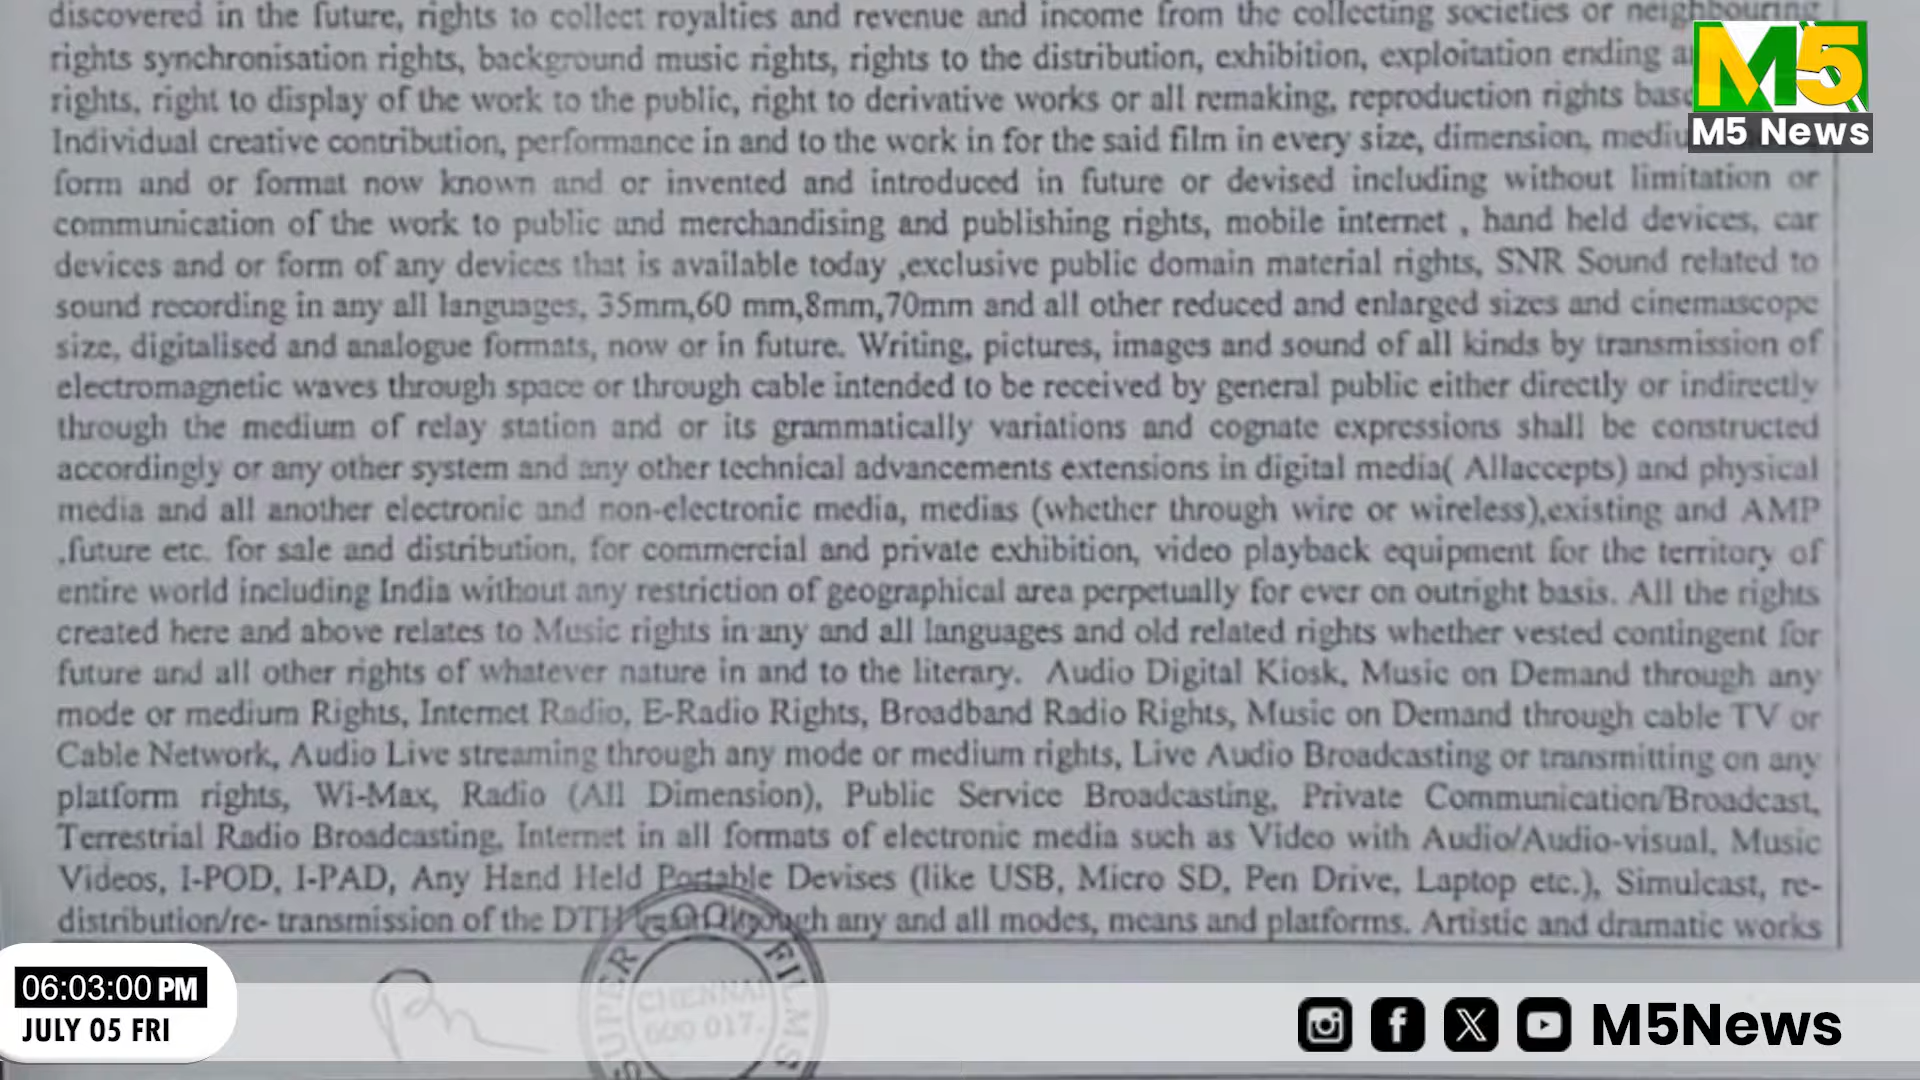 discovered in the future, rights to collect royalties and revenue and income from the collecting societies or neighbouring
rights synchronisation rights, background music rights, rights to the distribution, exhibition, exploitation ending
rights, right to display of the work to the public, right to derivative works or all remaking, reproduction rights
Individual creative contribution, performance in and to the work in for the said film in every size, dimension,
form and or format now known and or invented and introduced in future or devised including without limitation or
communication of the work to public and merchandising and publishing rights, mobile internet , hand held devices, car
devices and or form of any devices that is available today ,exclusive public domain material rights, SNR Sound related to
sound recording in any all languages, 35mm,60 mm,8mm,70mm and all other reduced and enlarged sizes and cinemascope
size, digitalised and analogue formats, now or in future. Writing, pictures, images and sound of all kinds by transmission of
electromagnetic waves through space or through cable intended to be received by general public either directly or indirectly
through the medium of relay station and or its grammatically variations and cognate expressions shall be constructed
accordingly or any other system and any other technical advancements extensions in digital media( Allaccepts) and physical
media and all another electronic and non-electronic media, medias (whether through wire or wireless),existing and AMP
,future etc. for sale and distribution, for commercial and private exhibition, video playback equipment for the territory of
entire world including India without any restriction of geographical area perpetually for ever on outright basis. All the rights
created here and above relates to Music rights in any and all languages and old related rights whether vested contingent for
future and all other rights of whatever nature in and to the literary. Audio Digital Kiosk, Music on Demand through any
mode or medium Rights, Internet Radio, E-Radio Rights, Broadband Radio Rights, Music on Demand through cable TV or
Cable Network, Audio Live streaming through any mode or medium rights, Live Audio Broadcasting or transmitting on any
platform rights, Wi-Max, Radio (All Dimension), Public Service Broadcasting, Private Communication/Broadcast,
Terrestrial Radio Broadcasting, Internet in all formats of electronic media such as Video with Audio/Audio-visual, Music
Videos, I-POD, I-PAD, Any Hand Held Portable Devises (like USB, Micro SD, Pen Drive, Laptop etc.), Simulcast, re-
distribution/re- transmission of the DTH through any and all modes, means and platforms. Artistic and dramatic works
M5
M5 News
SUPER GOOD FILMS
CHENNAI
600 017.
06:03:00 PM
JULY 05 FRI
M5News